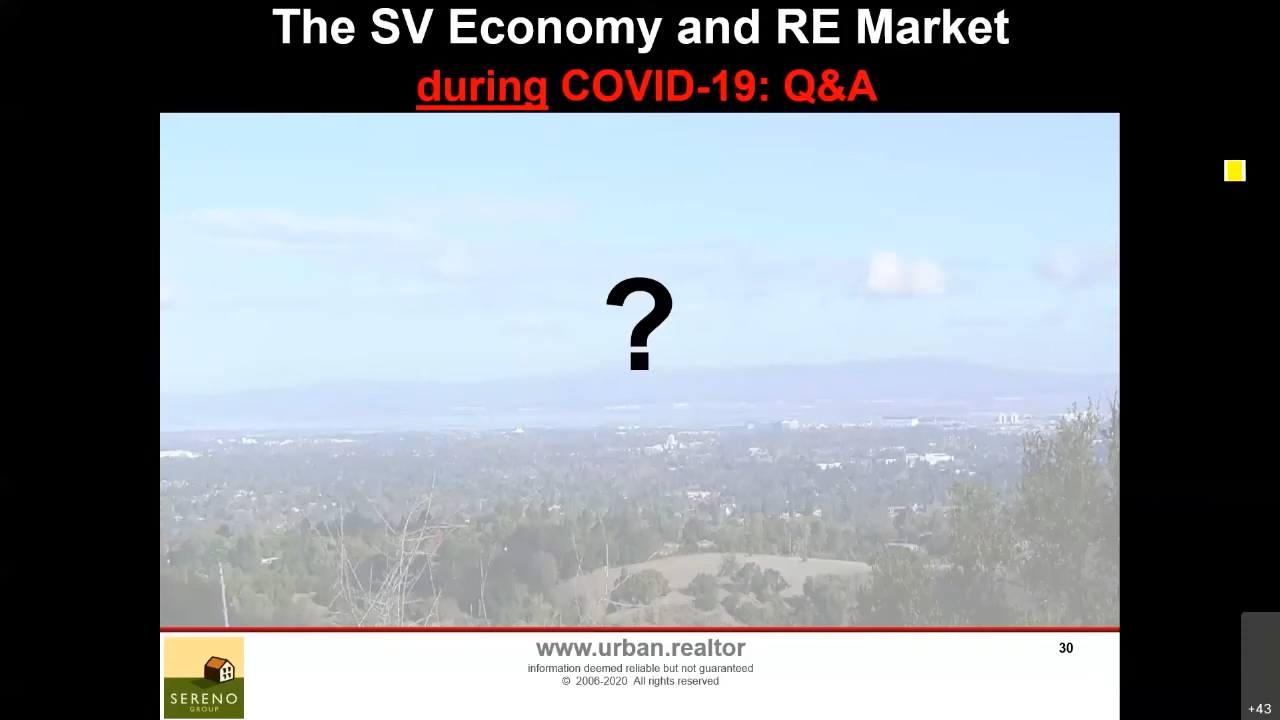 The SV Economy and RE Market
during COVID-19: Q&A
?
www.urban.realtor
information deemed reliable but not guaranteed
© 2006-2020 All rights reserved
30
SERENO
GROUP
+43